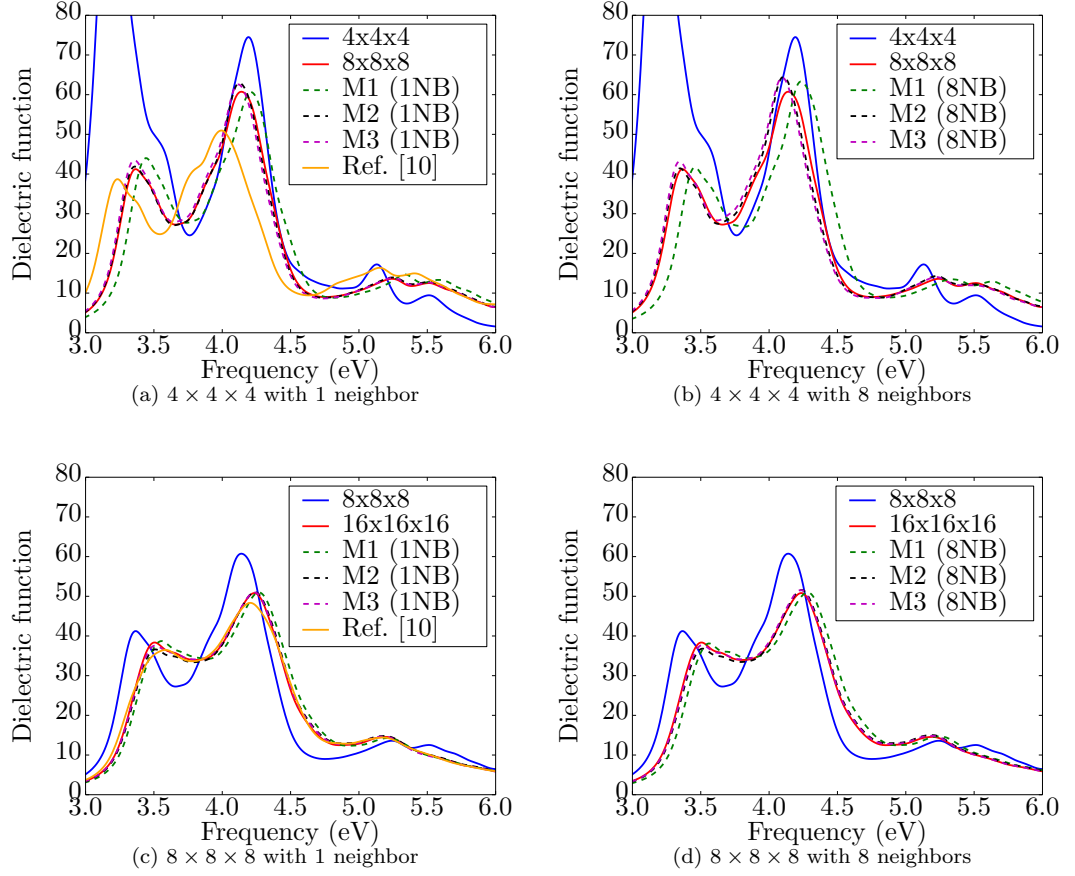 80
70
60
50
40
30
20
10
0
Dielectric function
4x4x4
8x8x8
M1 (1NB)
M2 (1NB)
M3 (1NB)
Ref. [10]
3.0 3.5 4.0 4.5 5.0 5.5 6.0
Frequency (eV)
(a) 4 × 4 × 4 with 1 neighbor
80
70
60
50
40
30
20
10
0
Dielectric function
4x4x4
8x8x8
M1 (8NB)
M2 (8NB)
M3 (8NB)
3.0 3.5 4.0 4.5 5.0 5.5 6.0
Frequency (eV)
(b) 4 × 4 × 4 with 8 neighbors
80
70
60
50
40
30
20
10
0
Dielectric function
8x8x8
16x16x16
M1 (1NB)
M2 (1NB)
M3 (1NB)
Ref. [10]
3.0 3.5 4.0 4.5 5.0 5.5 6.0
Frequency (eV)
(c) 8 × 8 × 8 with 1 neighbor
80
70
60
50
40
30
20
10
0
Dielectric function
8x8x8
16x16x16
M1 (8NB)
M2 (8NB)
M3 (8NB)
3.0 3.5 4.0 4.5 5.0 5.5 6.0
Frequency (eV)
(d) 8 × 8 × 8 with 8 neighbors